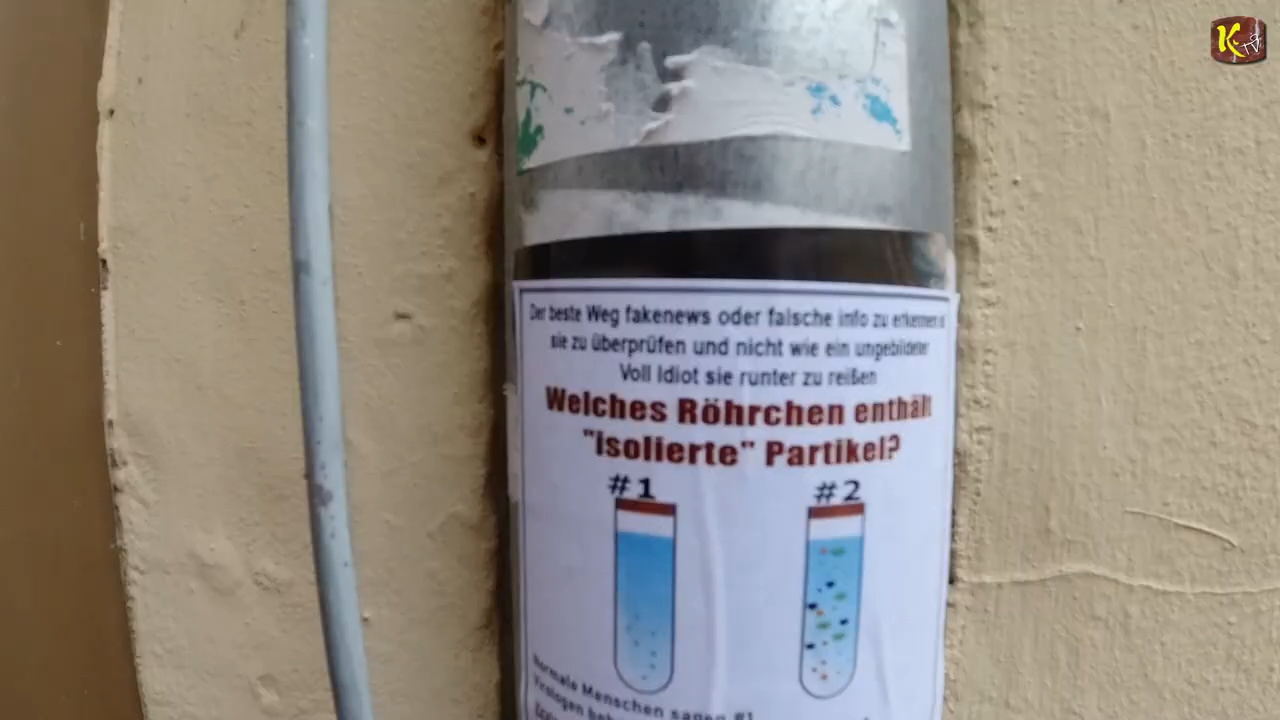 Der beste Weg fakenews oder falsche info zu erkennen ist
sie zu überprüfen und nicht wie ein ungebildeter
Voll Idiot sie runter zu reißen
Welches Röhrchen enthält
"Isolierte" Partikel?
#1 #2
Normale Menschen sagen #1
Virologen